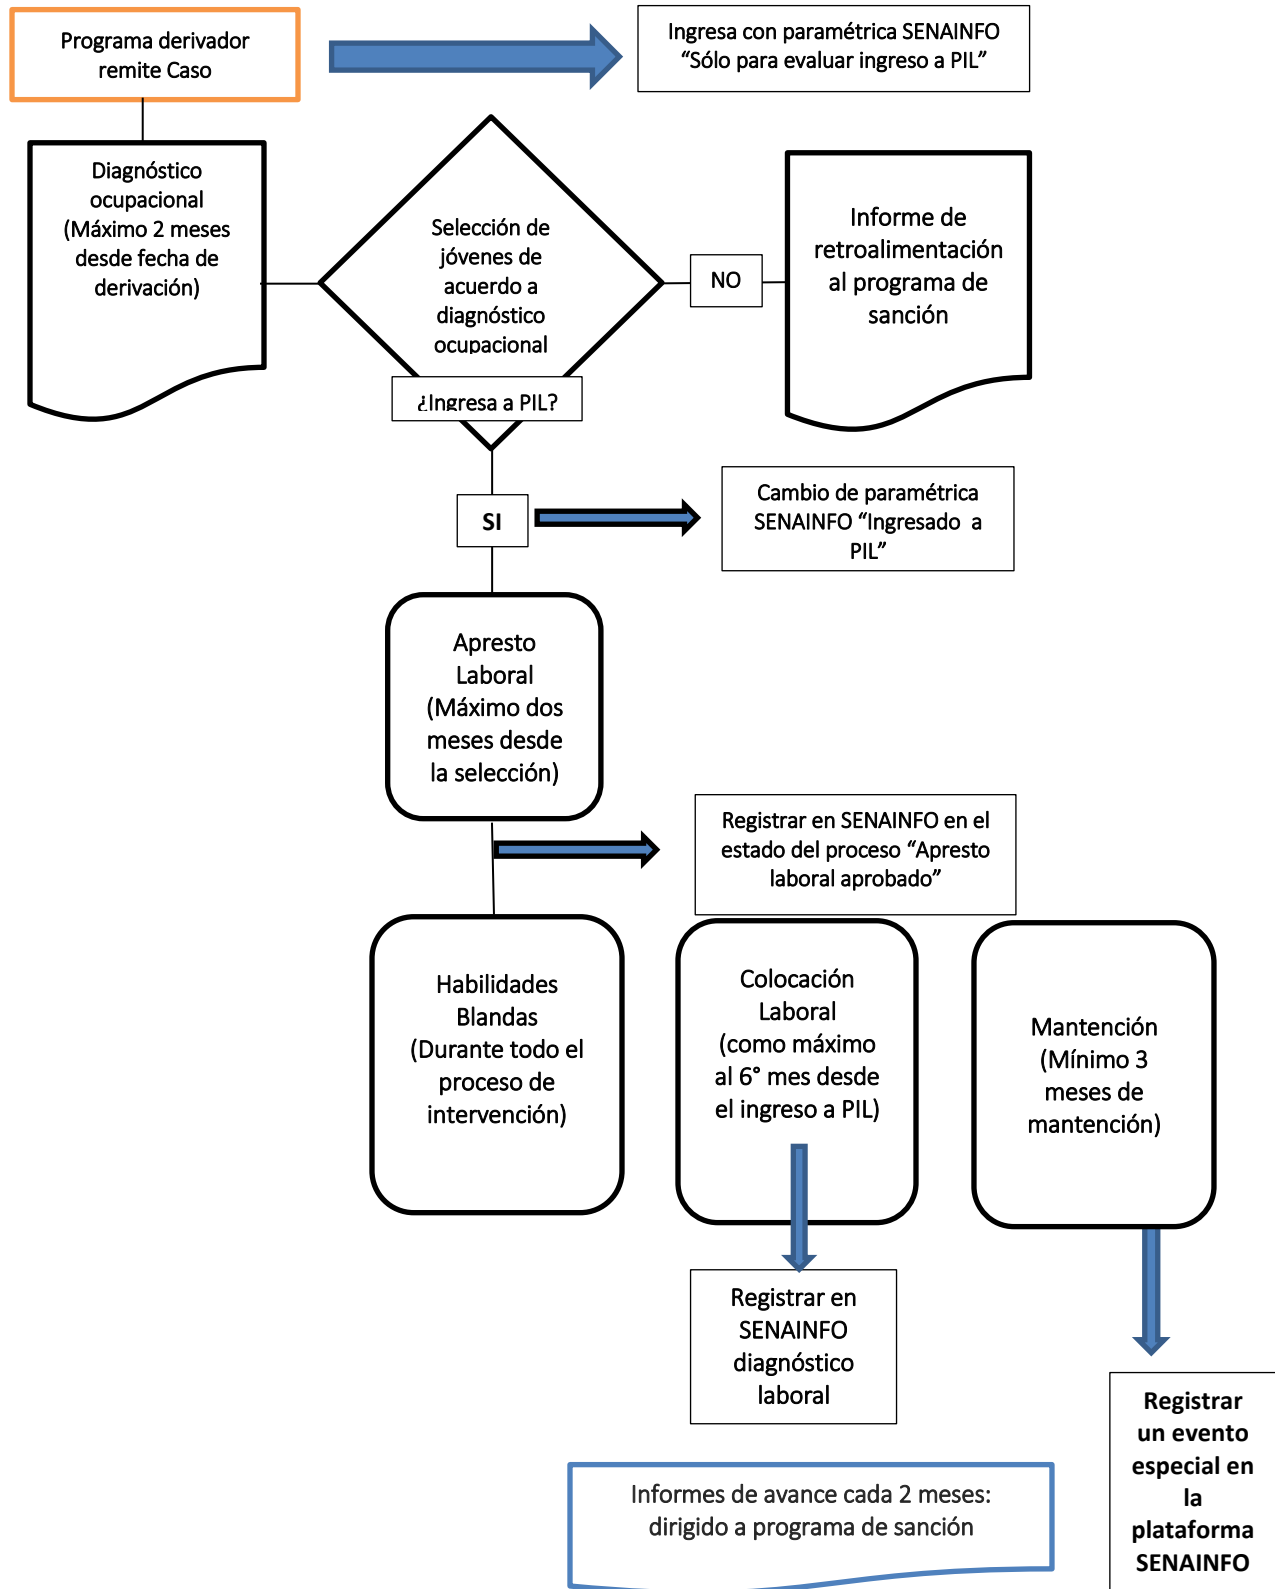 Programa derivador
remite Caso
Ingresa con paramétrica SENAINFO
“Sólo para evaluar ingreso a PIL”
Diagnóstico
ocupacional
(Máximo 2 meses
desde fecha de
derivación)
Selección de
jóvenes de
acuerdo a
diagnóstico
ocupacional
¿Ingresa a PIL?
NO
Informe de
retroalimentación
al programa de
sanción
SI
Cambio de paramétrica
SENAINFO “Ingresado a
PIL”
Apresto
Laboral
(Máximo dos
meses desde
la selección)
Registrar en SENAINFO en el
estado del proceso “Apresto
laboral aprobado”
Habilidades
Blandas
(Durante todo el
proceso de
intervención)
Colocación
Laboral
(como máximo
al 6° mes desde
el ingreso a PIL)
Mantención
(Mínimo 3
meses de
mantención)
Registrar en
SENAINFO
diagnóstico
laboral
Registrar
un evento
especial en
la
plataforma
SENAINFO
Informes de avance cada 2 meses:
dirigido a programa de sanción